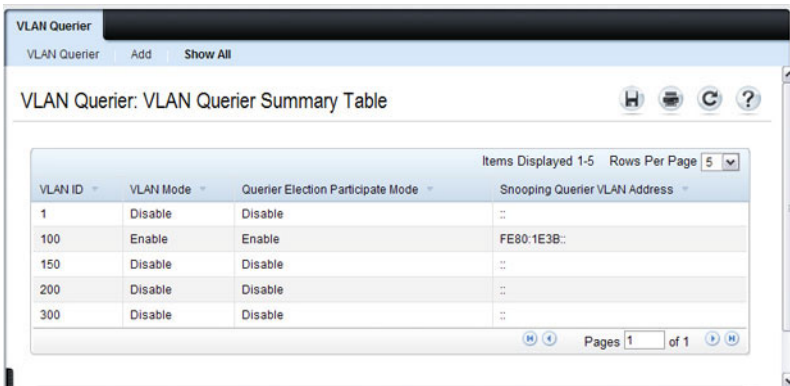 VLAN Querier
VLAN Querier Add Show All
VLAN Querier: VLAN Querier Summary Table
Items Displayed 1-5 Rows Per Page 5
VLAN ID VLAN Mode Querier Election Participate Mode Snooping Querier VLAN Address
1 Disable Disable ::
100 Enable Enable FE80:1E3B::
150 Disable Disable ::
200 Disable Disable ::
300 Disable Disable ::
Pages 1 of 1